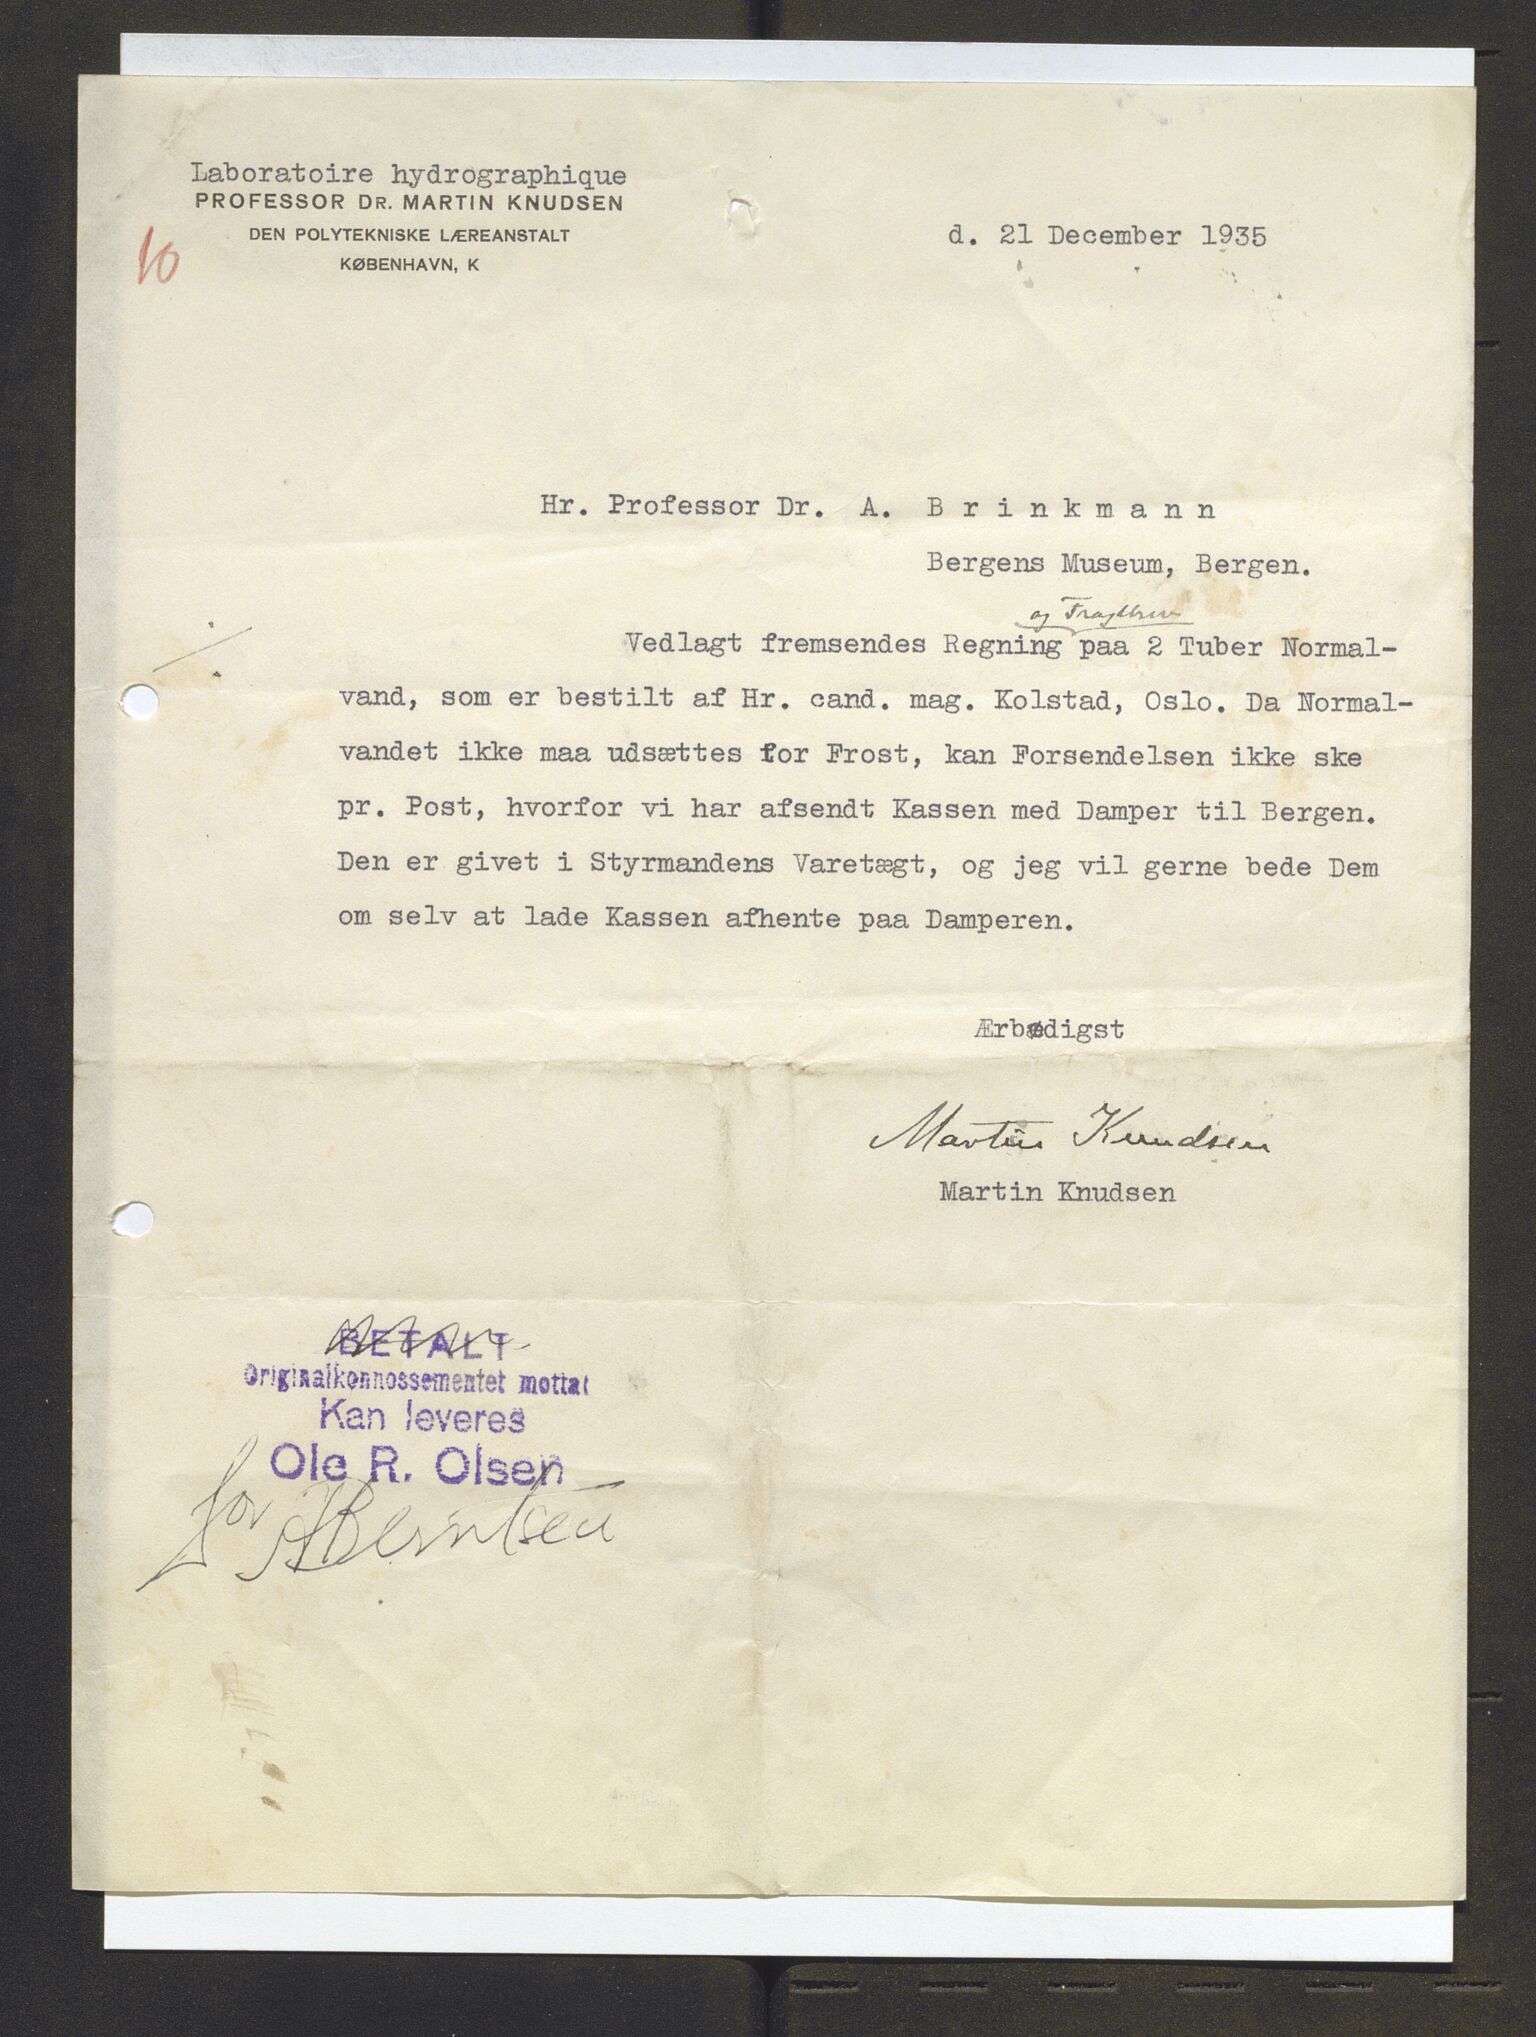 Laboratoire hydrographique
PROFESSOR DR. MARTIN KNUDSEN
DEN POLYTEKNISKE LÆREANSTALT
KØBENHAVN, K
10
d. 21 December 1935
Hr. Professor Dr. A. Brinkmann
Bergens Museum, Bergen.
og Fragtbrev
Vedlagt fremsendes Regning paa 2 Tuber Normal-
vand, som er bestilt af Hr. cand. mag. Kolstad, Oslo. Da Normal-
vandet ikke maa udsættes for Frost, kan Forsendelsen ikke ske
pr. Post, hvorfor vi har afsendt Kassen med Damper til Bergen.
Den er givet i Styrmandens Varetægt, og jeg vil gerne bede Dem
om selv at lade Kassen afhente paa Damperen.
Ærbødigst
Martin Knudsen
Martin Knudsen
BETALT
Originalkonnossementet mottat
Kan leveres
Ole R. Olsen
for ABerntsen